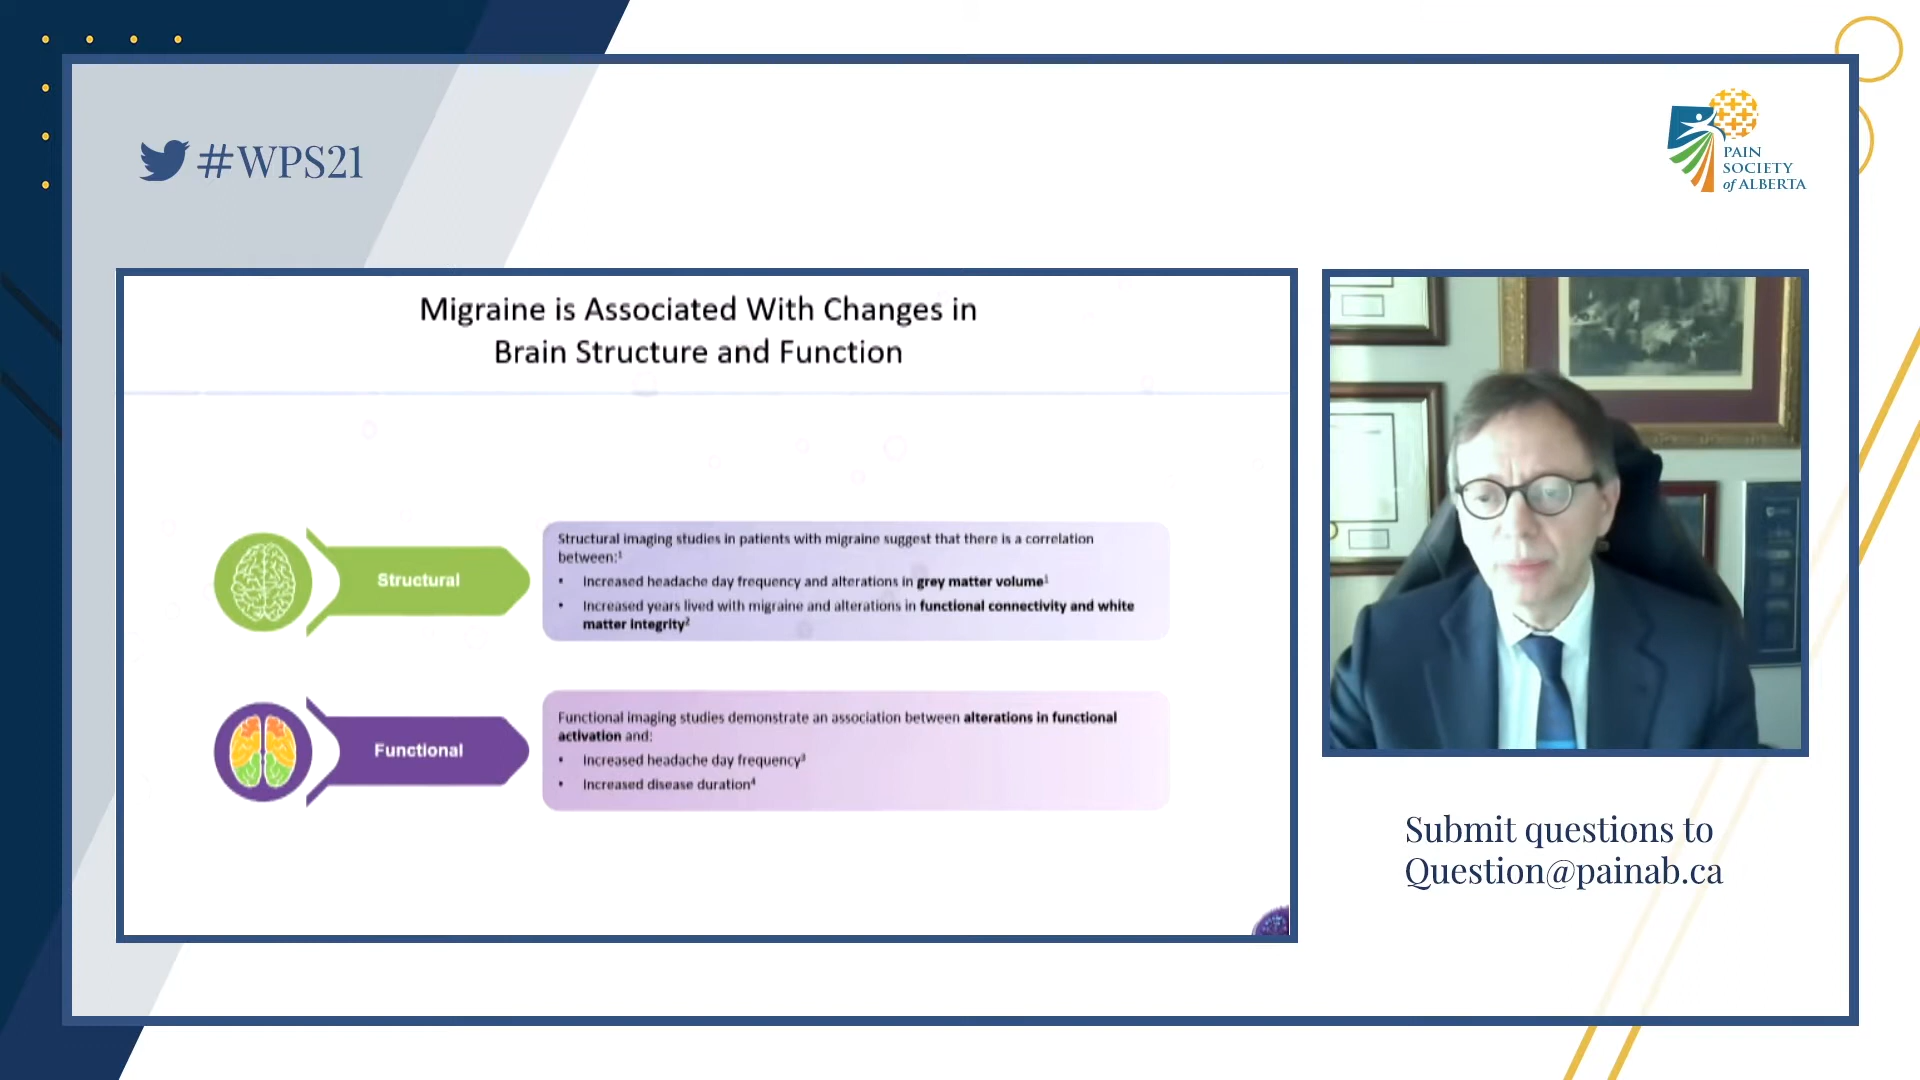 #WPS21
PAIN
SOCIETY
of ALBERTA
Migraine is Associated With Changes in
Brain Structure and Function
Structural
Structural imaging studies in patients with migraine suggest that there is a correlation
between:¹
• Increased headache day frequency and alterations in grey matter volume¹
• Increased years lived with migraine and alterations in functional connectivity and white
matter integrity²
Functional
Functional imaging studies demonstrate an association between alterations in functional
activation and:
• Increased headache day frequency³
• Increased disease duration⁴
Submit questions to
Question@painab.ca